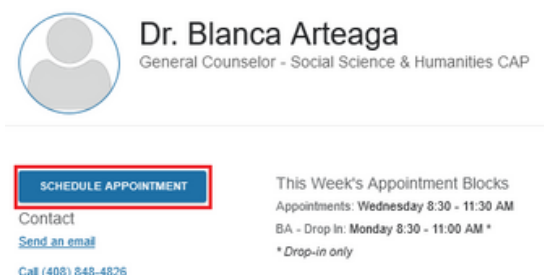 Dr. Blanca Arteaga
General Counselor - Social Science & Humanities CAP
SCHEDULE APPOINTMENT
Contact
Send an email
Call (408) 848-4826
This Week's Appointment Blocks
Appointments: Wednesday 8:30 - 11:30 AM
BA - Drop In: Monday 8:30 - 11:00 AM *
* Drop-in only